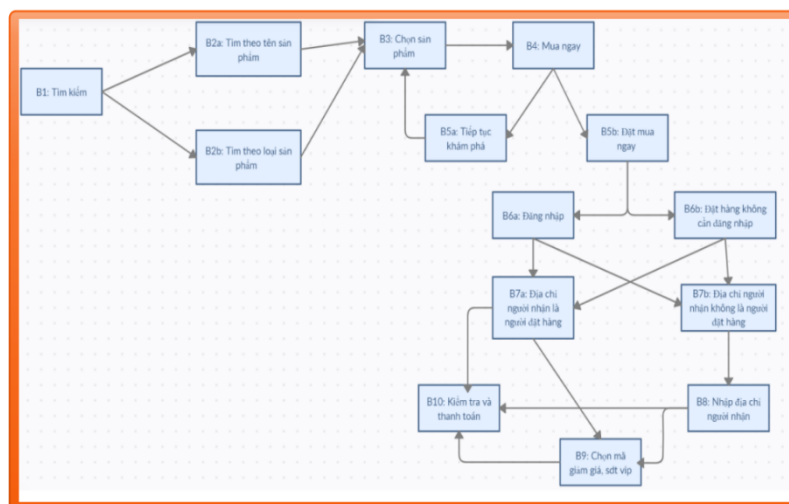 B1: Tìm kiếm
B2a: Tìm theo tên sản
phẩm
B2b: Tìm theo loại sản
phẩm
B3: Chọn sản
phẩm
B4: Mua ngay
B5a: Tiếp tục
khám phá
B5b: Đặt mua
ngay
B6a: Đăng nhập
B6b: Đặt hàng không
cần đăng nhập
B7a: Địa chỉ
người nhận là
người đặt hàng
B7b: Địa chỉ người
nhận không là người
đặt hàng
B8: Nhập địa chỉ
người nhận
B9: Chọn mã
giảm giá, sdt vip
B10: Kiểm tra và
thanh toán